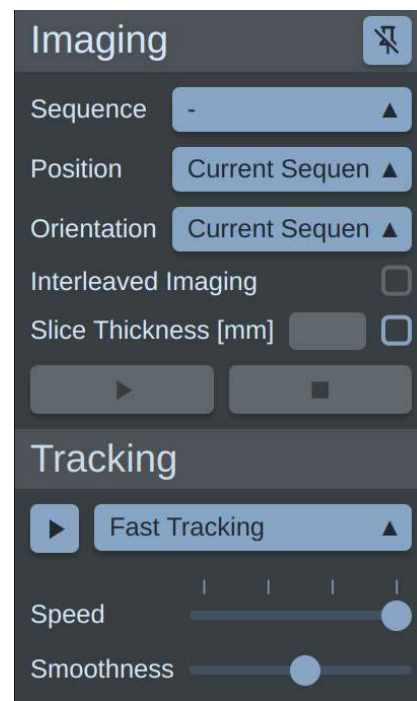 Imaging
Sequence -
Position Current Sequen
Orientation Current Sequen
Interleaved Imaging
Slice Thickness [mm]
Tracking
Fast Tracking
Speed
Smoothness